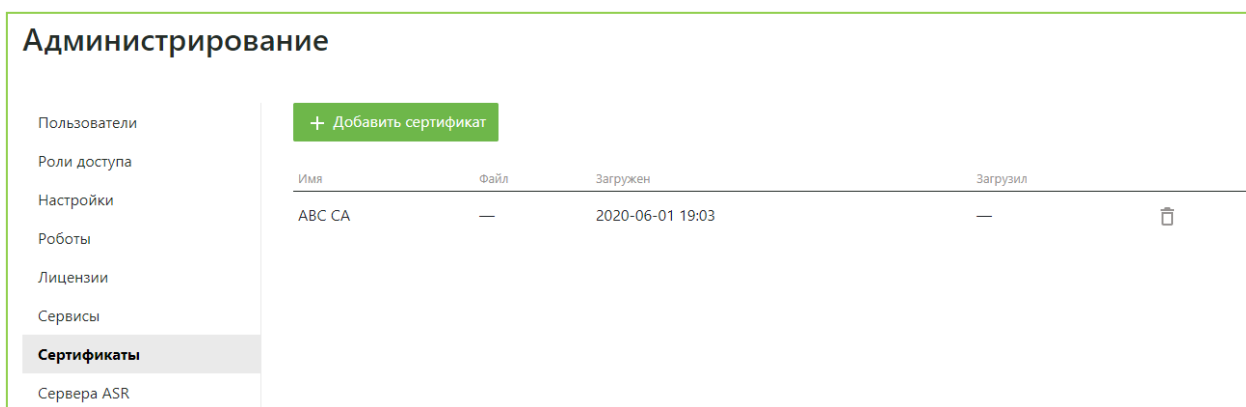 Администрирование
Пользователи
Роли доступа
Настройки
Роботы
Лицензии
Сервисы
Сертификаты
Сервера ASR
+ Добавить сертификат
Имя Файл Загружен Загрузил
ABC CA — 2020-06-01 19:03 —